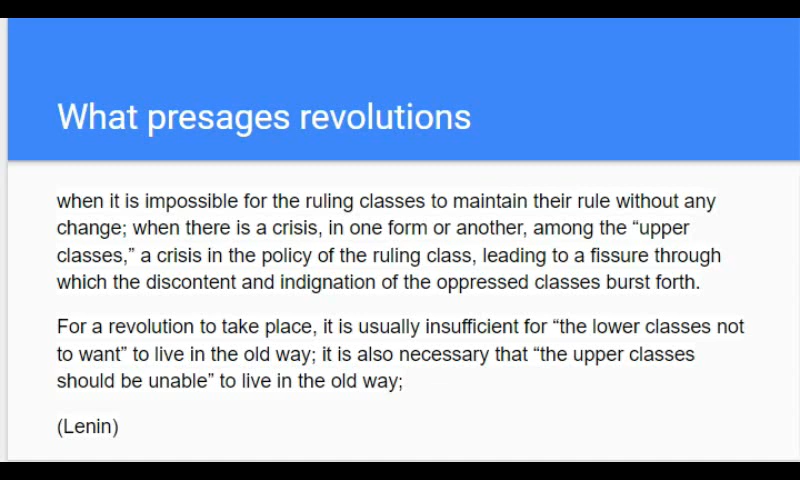 What presages revolutions
when it is impossible for the ruling classes to maintain their rule without any
change; when there is a crisis, in one form or another, among the “upper
classes,” a crisis in the policy of the ruling class, leading to a fissure through
which the discontent and indignation of the oppressed classes burst forth.
For a revolution to take place, it is usually insufficient for “the lower classes not
to want” to live in the old way; it is also necessary that “the upper classes
should be unable” to live in the old way;
(Lenin)